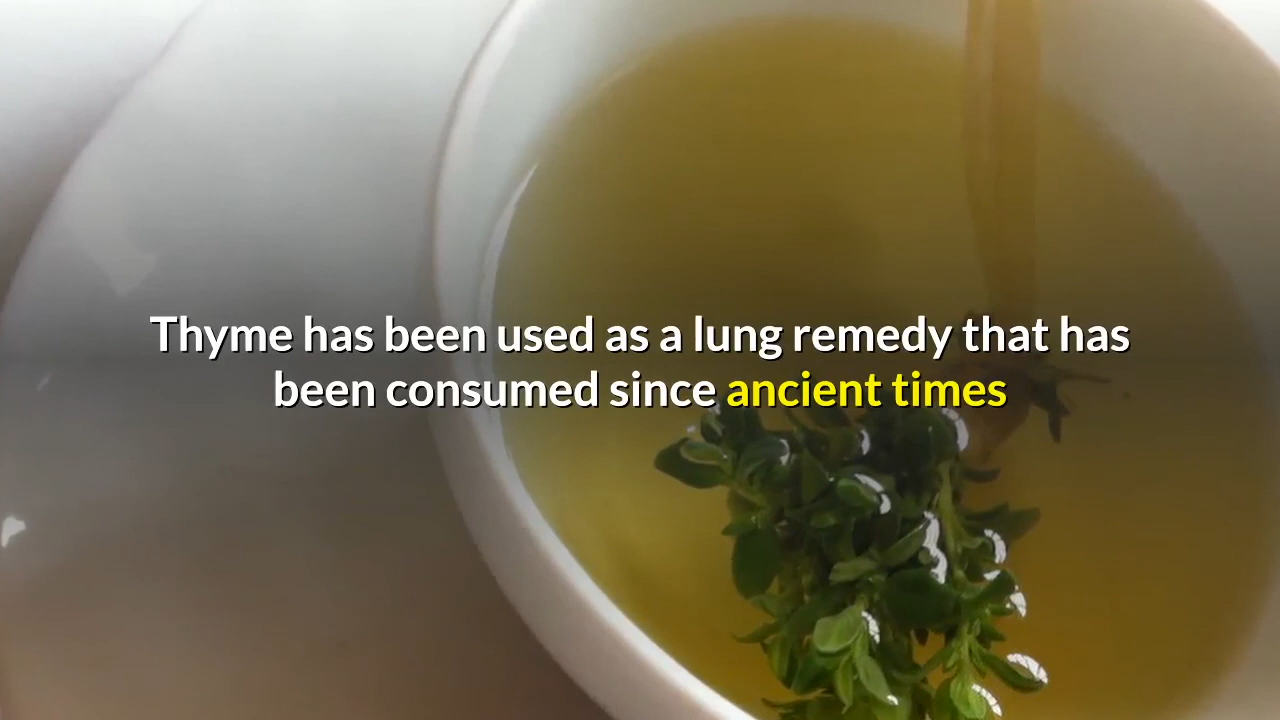 Thyme has been used as a lung remedy that has
been consumed since ancient times